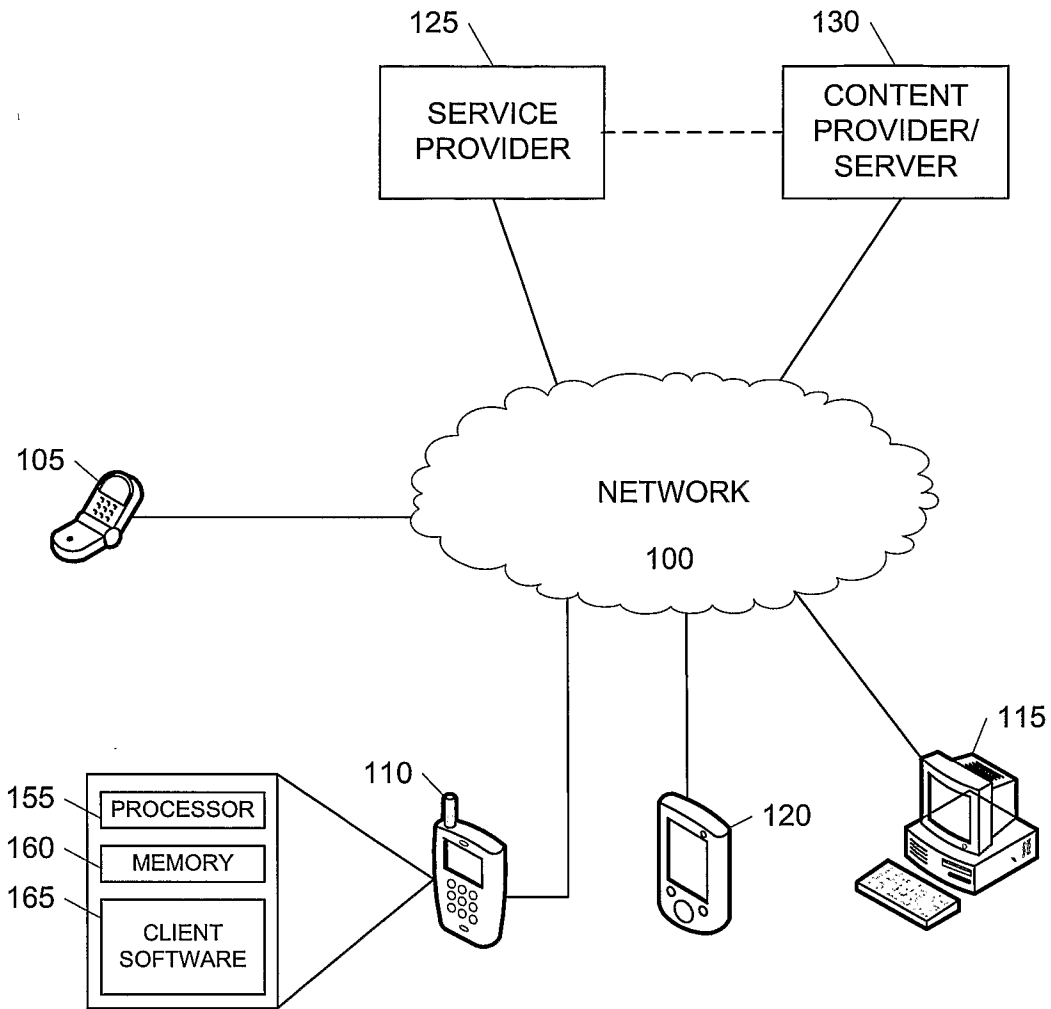 125
130
SERVICE
PROVIDER
CONTENT
PROVIDER/
SERVER
105
NETWORK
100
115
110
120
155
PROCESSOR
160
MEMORY
165
CLIENT
SOFTWARE